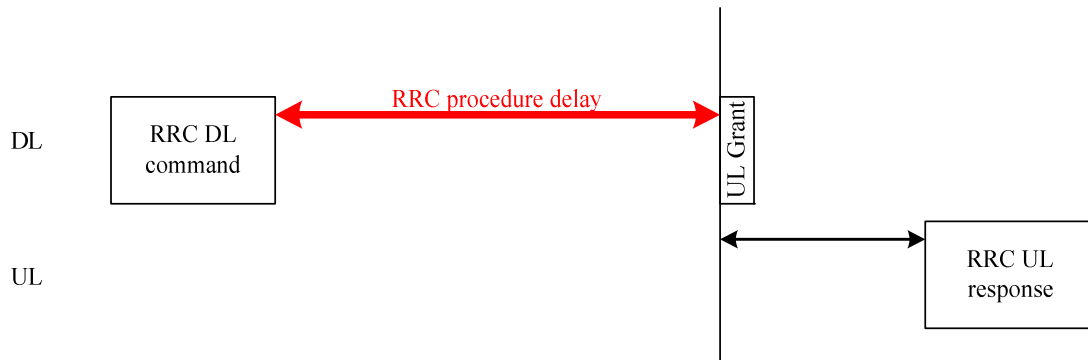 RRC procedure delay
DL
RRC DL
command
UL Grant
UL
RRC UL
response